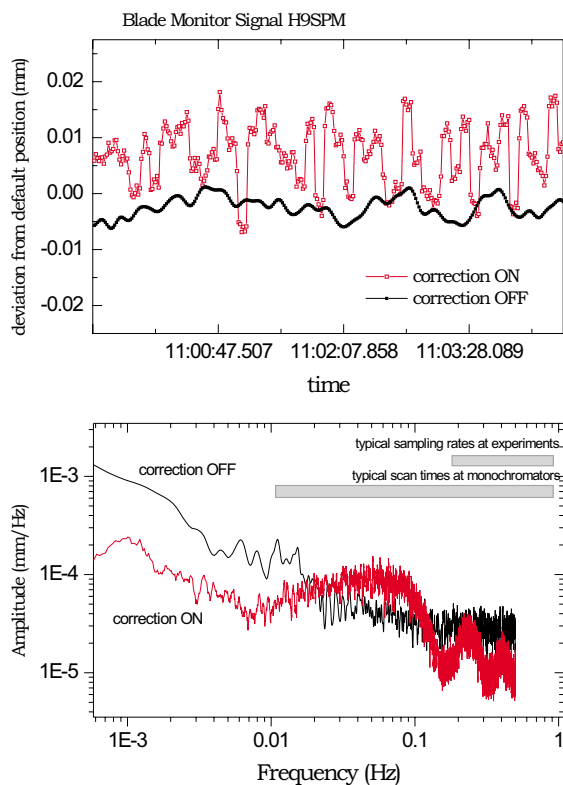 Blade Monitor Signal H9SPM
deviation from default position (mm)
0.02
0.01
0.00
-0.01
-0.02
correction ON
correction OFF
11:00:47.507 11:02:07.858 11:03:28.089
time
Amplitude (mm/Hz)
1E-3
1E-4
1E-5
typical sampling rates at experiments
typical scan times at monochromators
correction OFF
correction ON
1E-3 0.01 0.1 1
Frequency (Hz)